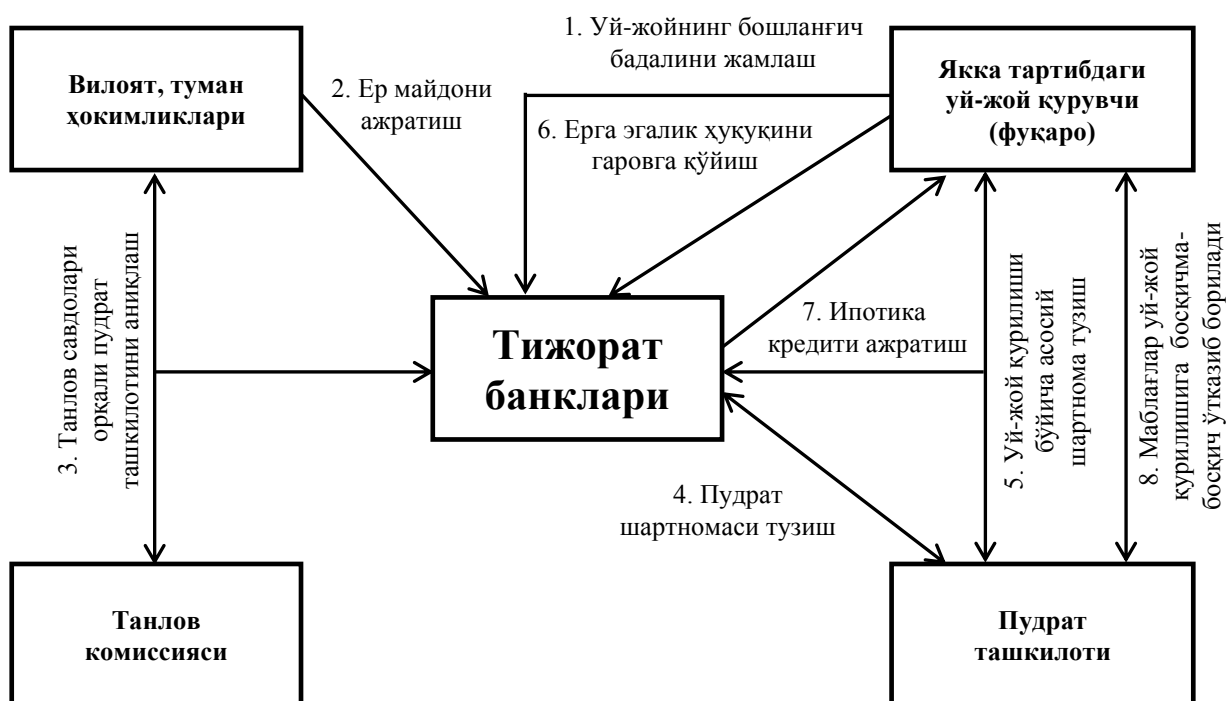 1. Уй-жойнинг бошланғич
бадалини жамлаш
Вилоят, туман
ҳокимликлари
2. Ер майдони
ажратиш
Якка тартибдаги
уй-жой қурувчи
(фуқаро)
6. Ерга эгалик ҳуқуқини
гаровга қўйиш
3. Танлов савдолари
орқали пудрат
ташкилотини аниқлаш
Тижорат
банклари
7. Ипотика
кредити ажратиш
5. Уй-жой қурилиши
бўйича асосий
шартнома тузиш
8. Маблағлар уй-жой
қурилишига босқичма-
босқич ўтказиб борилади
4. Пудрат
шартномаси тузиш
Танлов
комиссияси
Пудрат
ташкилоти